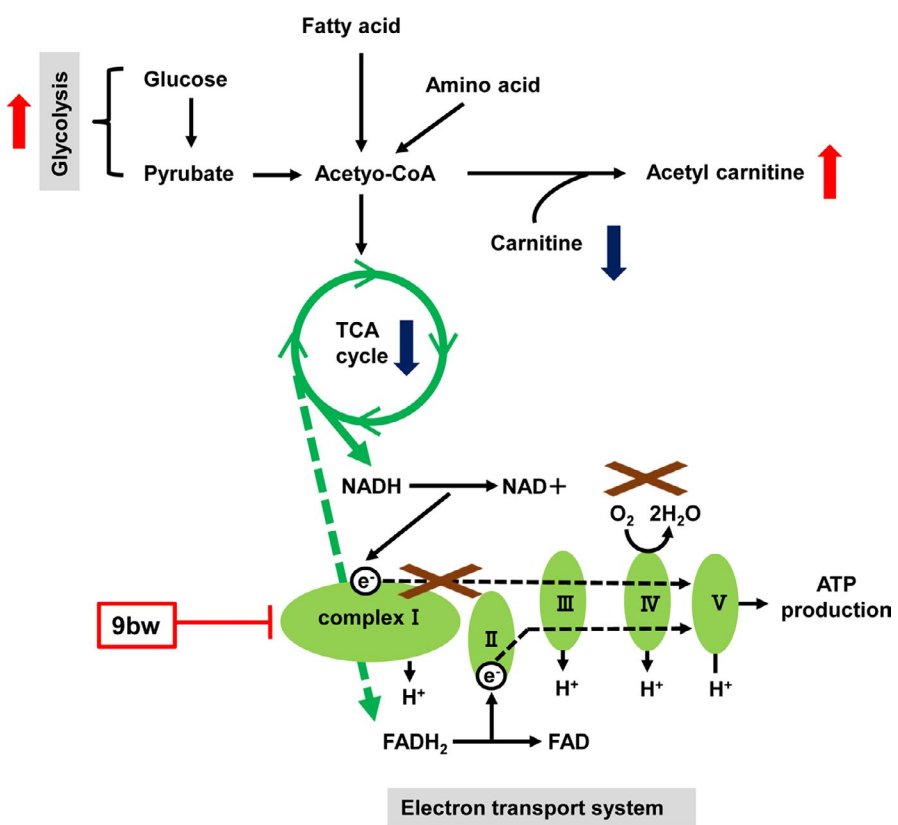 Fatty acid
Glycolysis
Glucose
Amino acid
Pyrubate
Acetyo-CoA
Acetyl carnitine
Carnitine
TCA
cycle
NADH
NAD+
O₂ 2H₂O
e⁻
complex Ⅰ
Ⅱ
Ⅲ
Ⅳ
Ⅴ
ATP
production
9bw
e⁻
H⁺
H⁺
H⁺
H⁺
FADH₂
FAD
Electron transport system